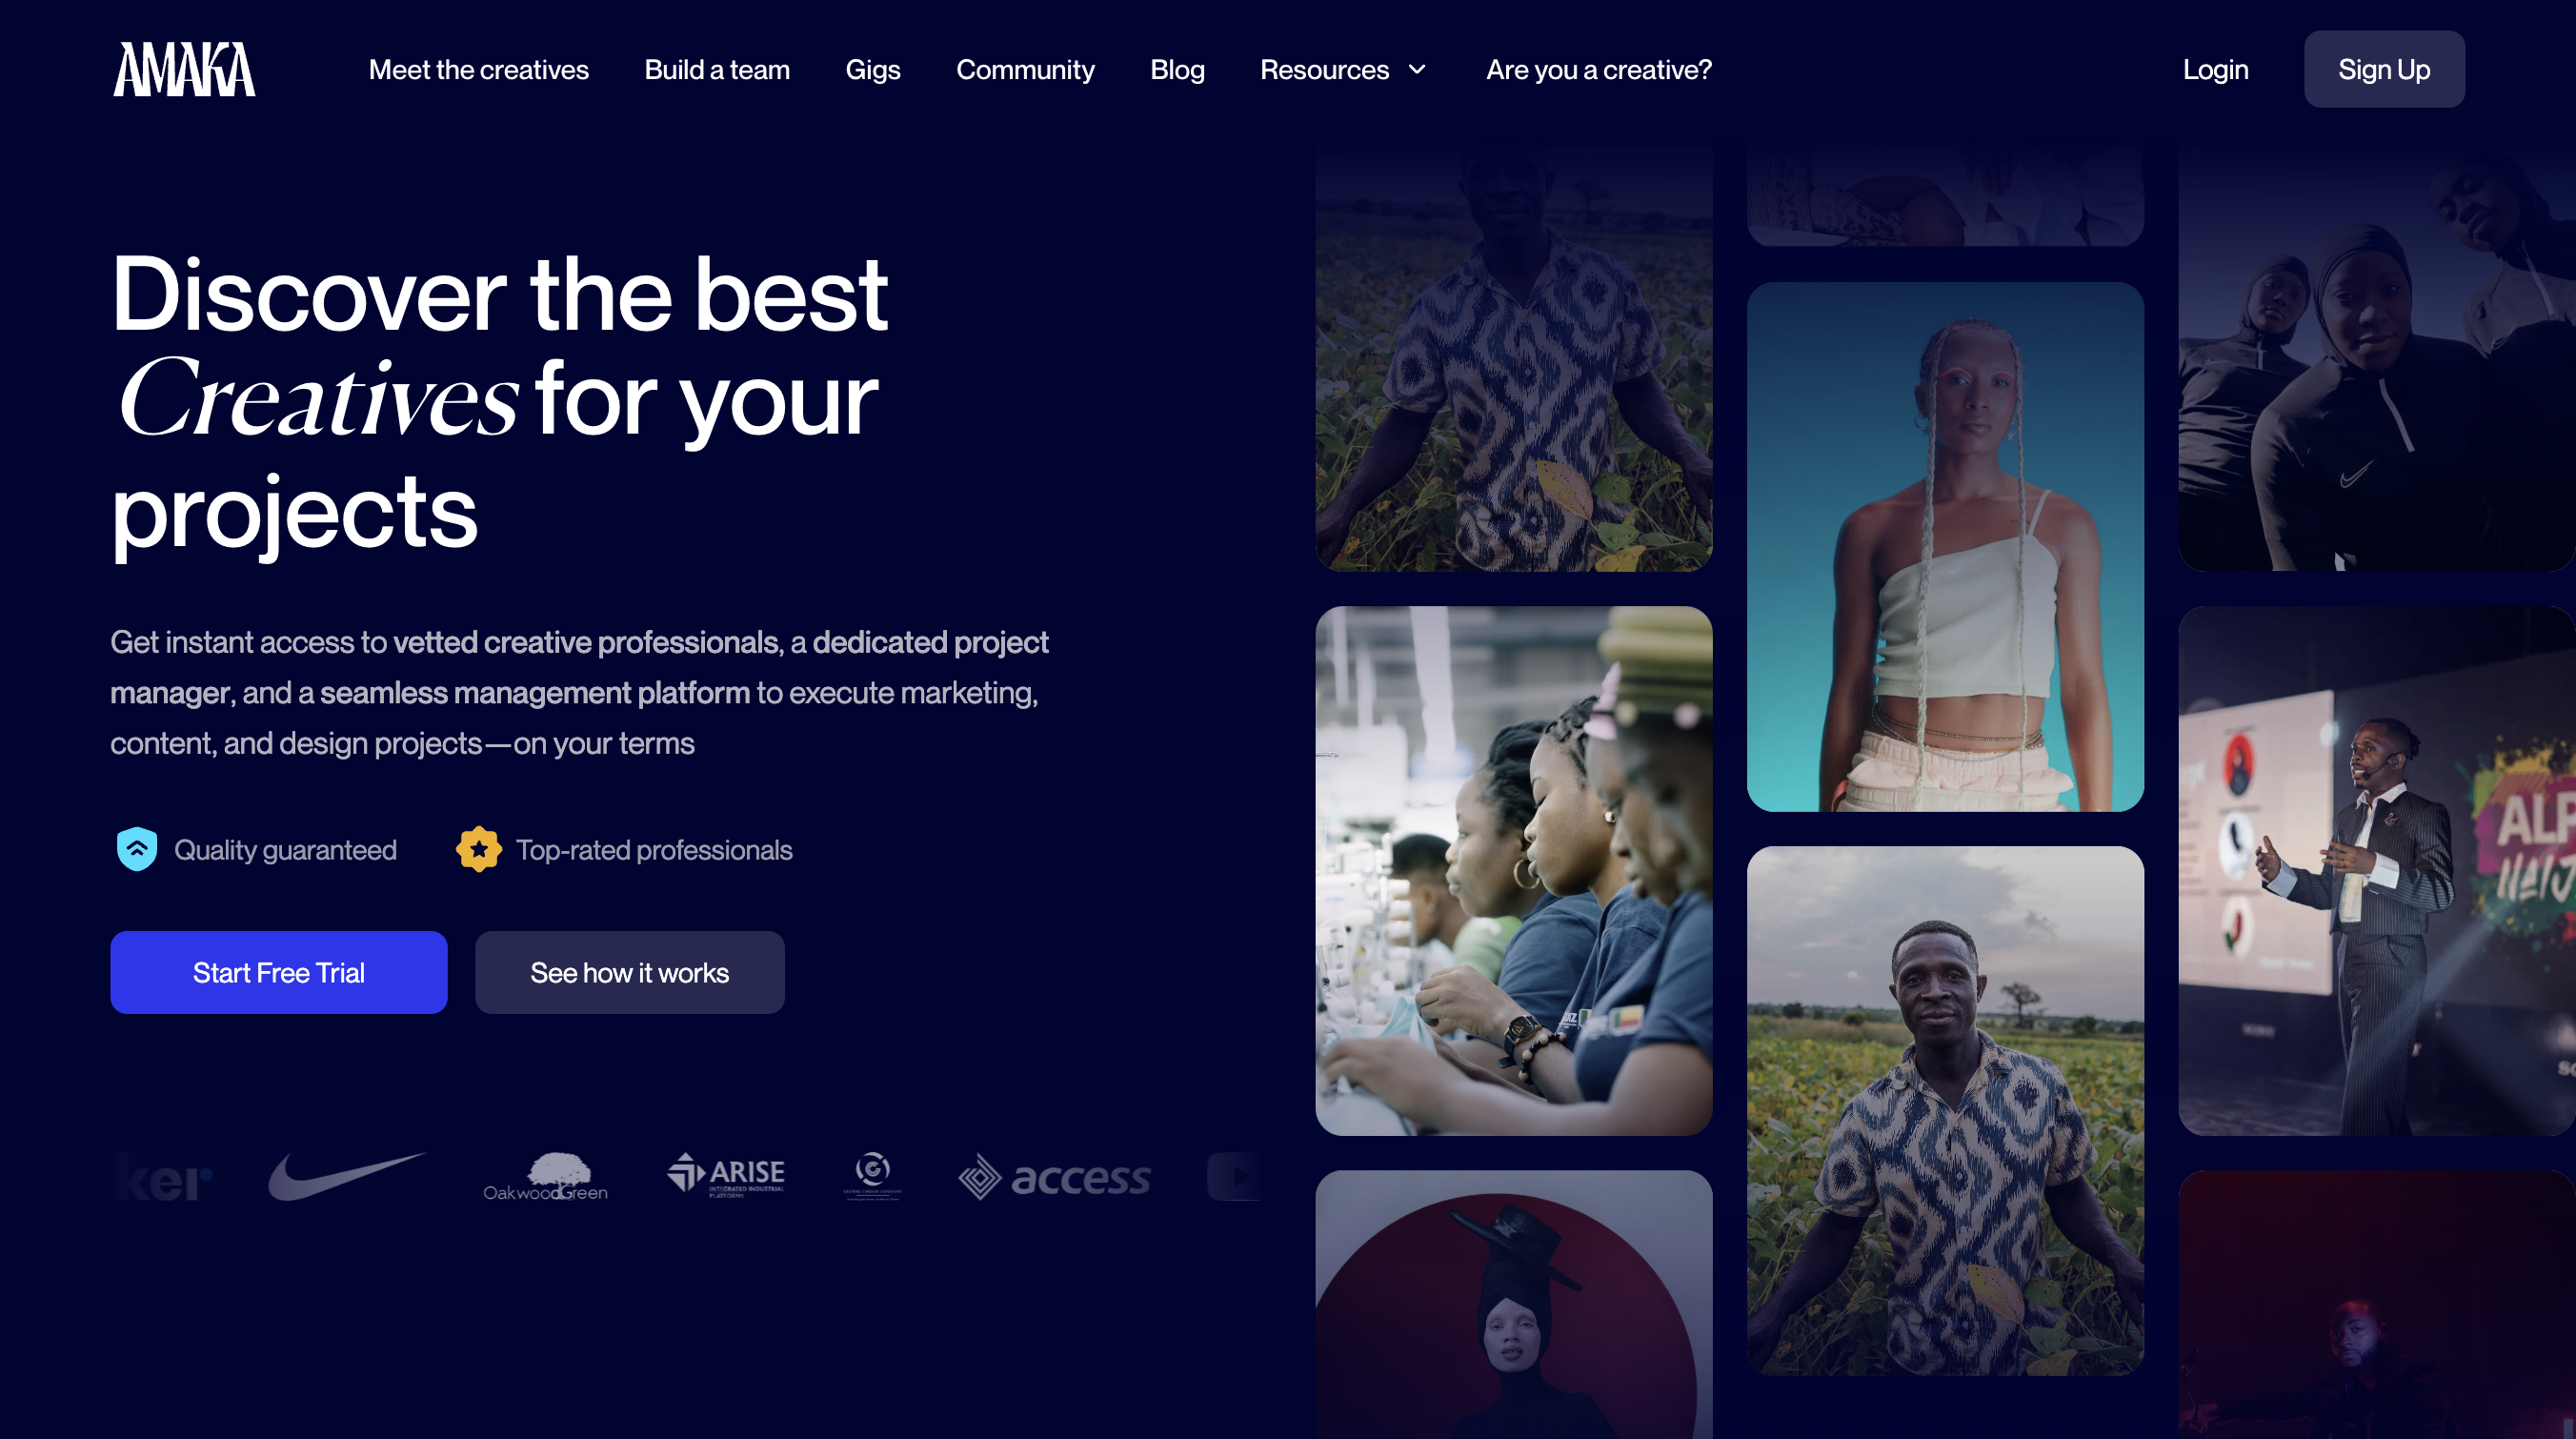 AMAKA
Meet the creatives
Build a team
Gigs
Community
Blog
Resources
Are you a creative?
Login
Sign Up
Discover the best
Creatives for your
projects
Get instant access to vetted creative professionals, a dedicated project
manager, and a seamless management platform to execute marketing,
content, and design projects—on your terms
Quality guaranteed
Top-rated professionals
Start Free Trial
See how it works
ker
OakwoodGreen
ARISE
INTEGRATED INDUSTRIAL
PLATFORMS
access
ALP